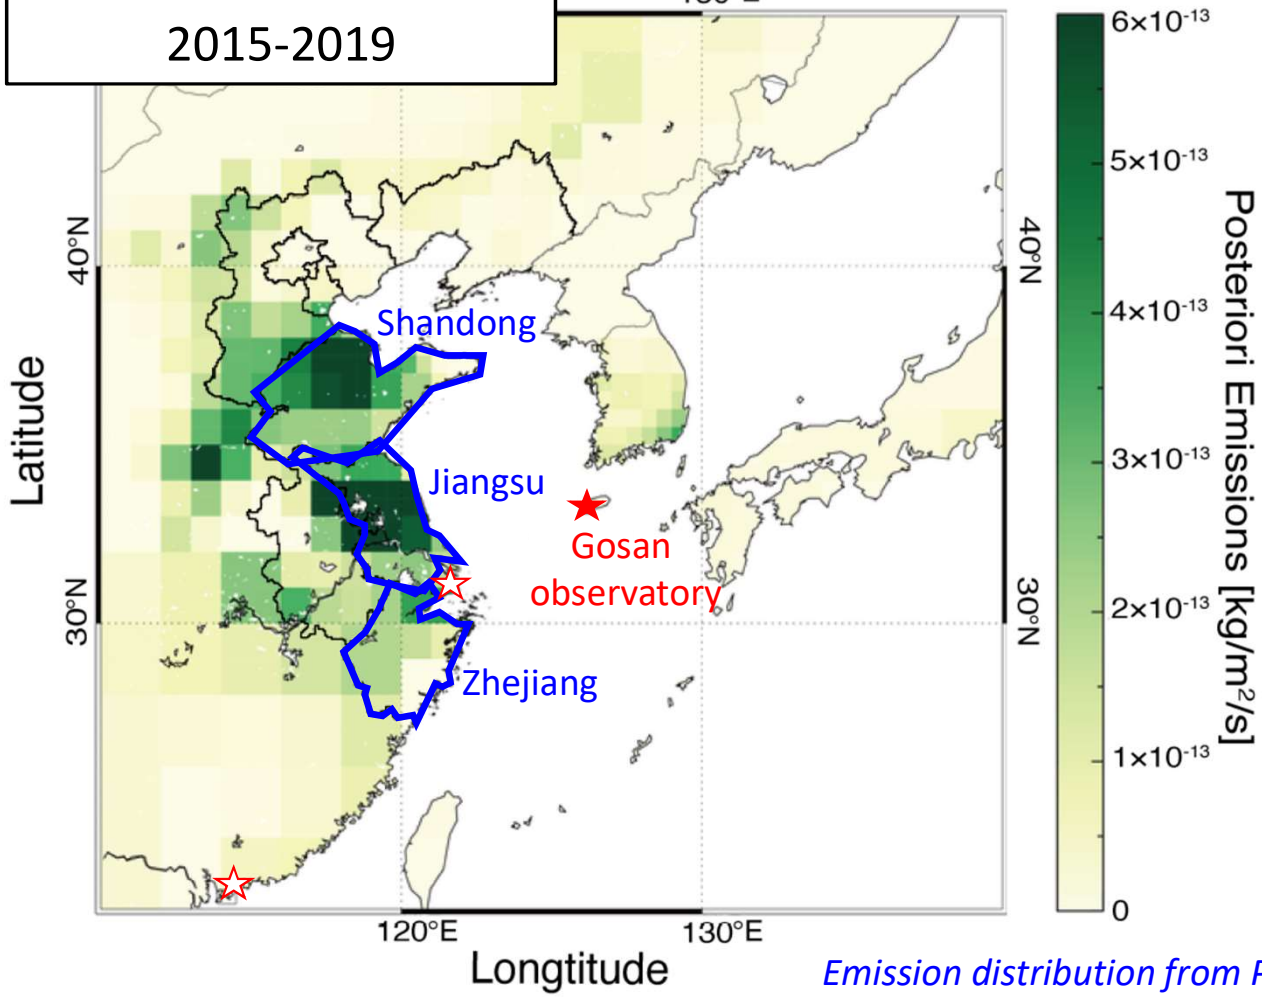 2015-2019
6×10-13
5×10-13
40°N
40°N
Shandong
4×10-13
Latitude
Posteriori Emissions [kg/m²/s]
Jiangsu
3×10-13
Gosan
observatory
2×10-13
30°N
30°N
Zhejiang
1×10-13
0
120°E
130°E
Longtitude
Emission distribution from